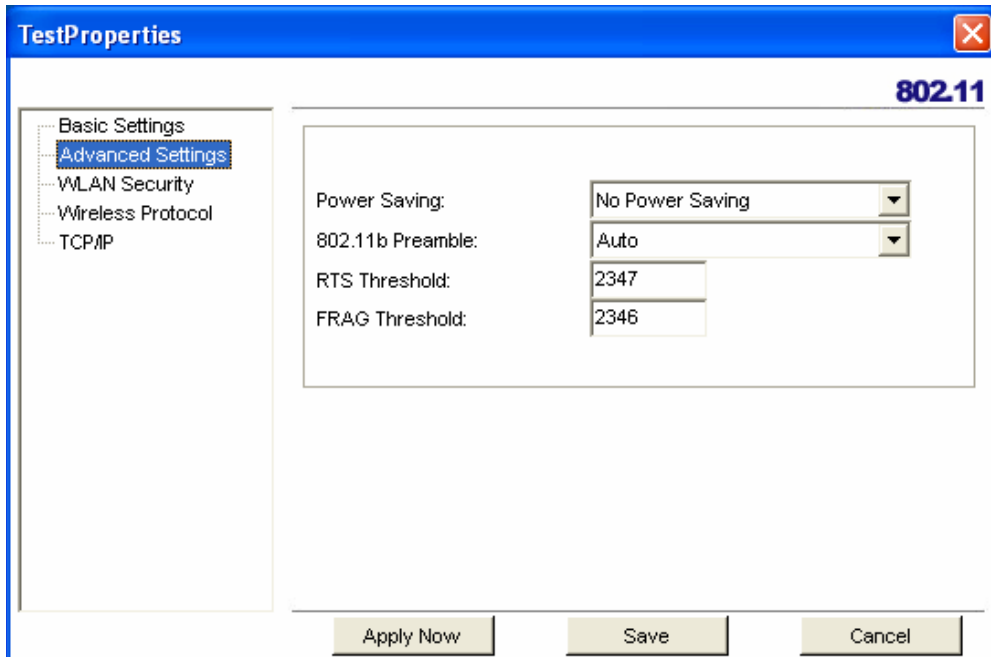 TestProperties
802.11
Basic Settings
Advanced Settings
WLAN Security
Wireless Protocol
TCP/IP
Power Saving: No Power Saving
802.11b Preamble: Auto
RTS Threshold: 2347
FRAG Threshold: 2346
Apply Now Save Cancel